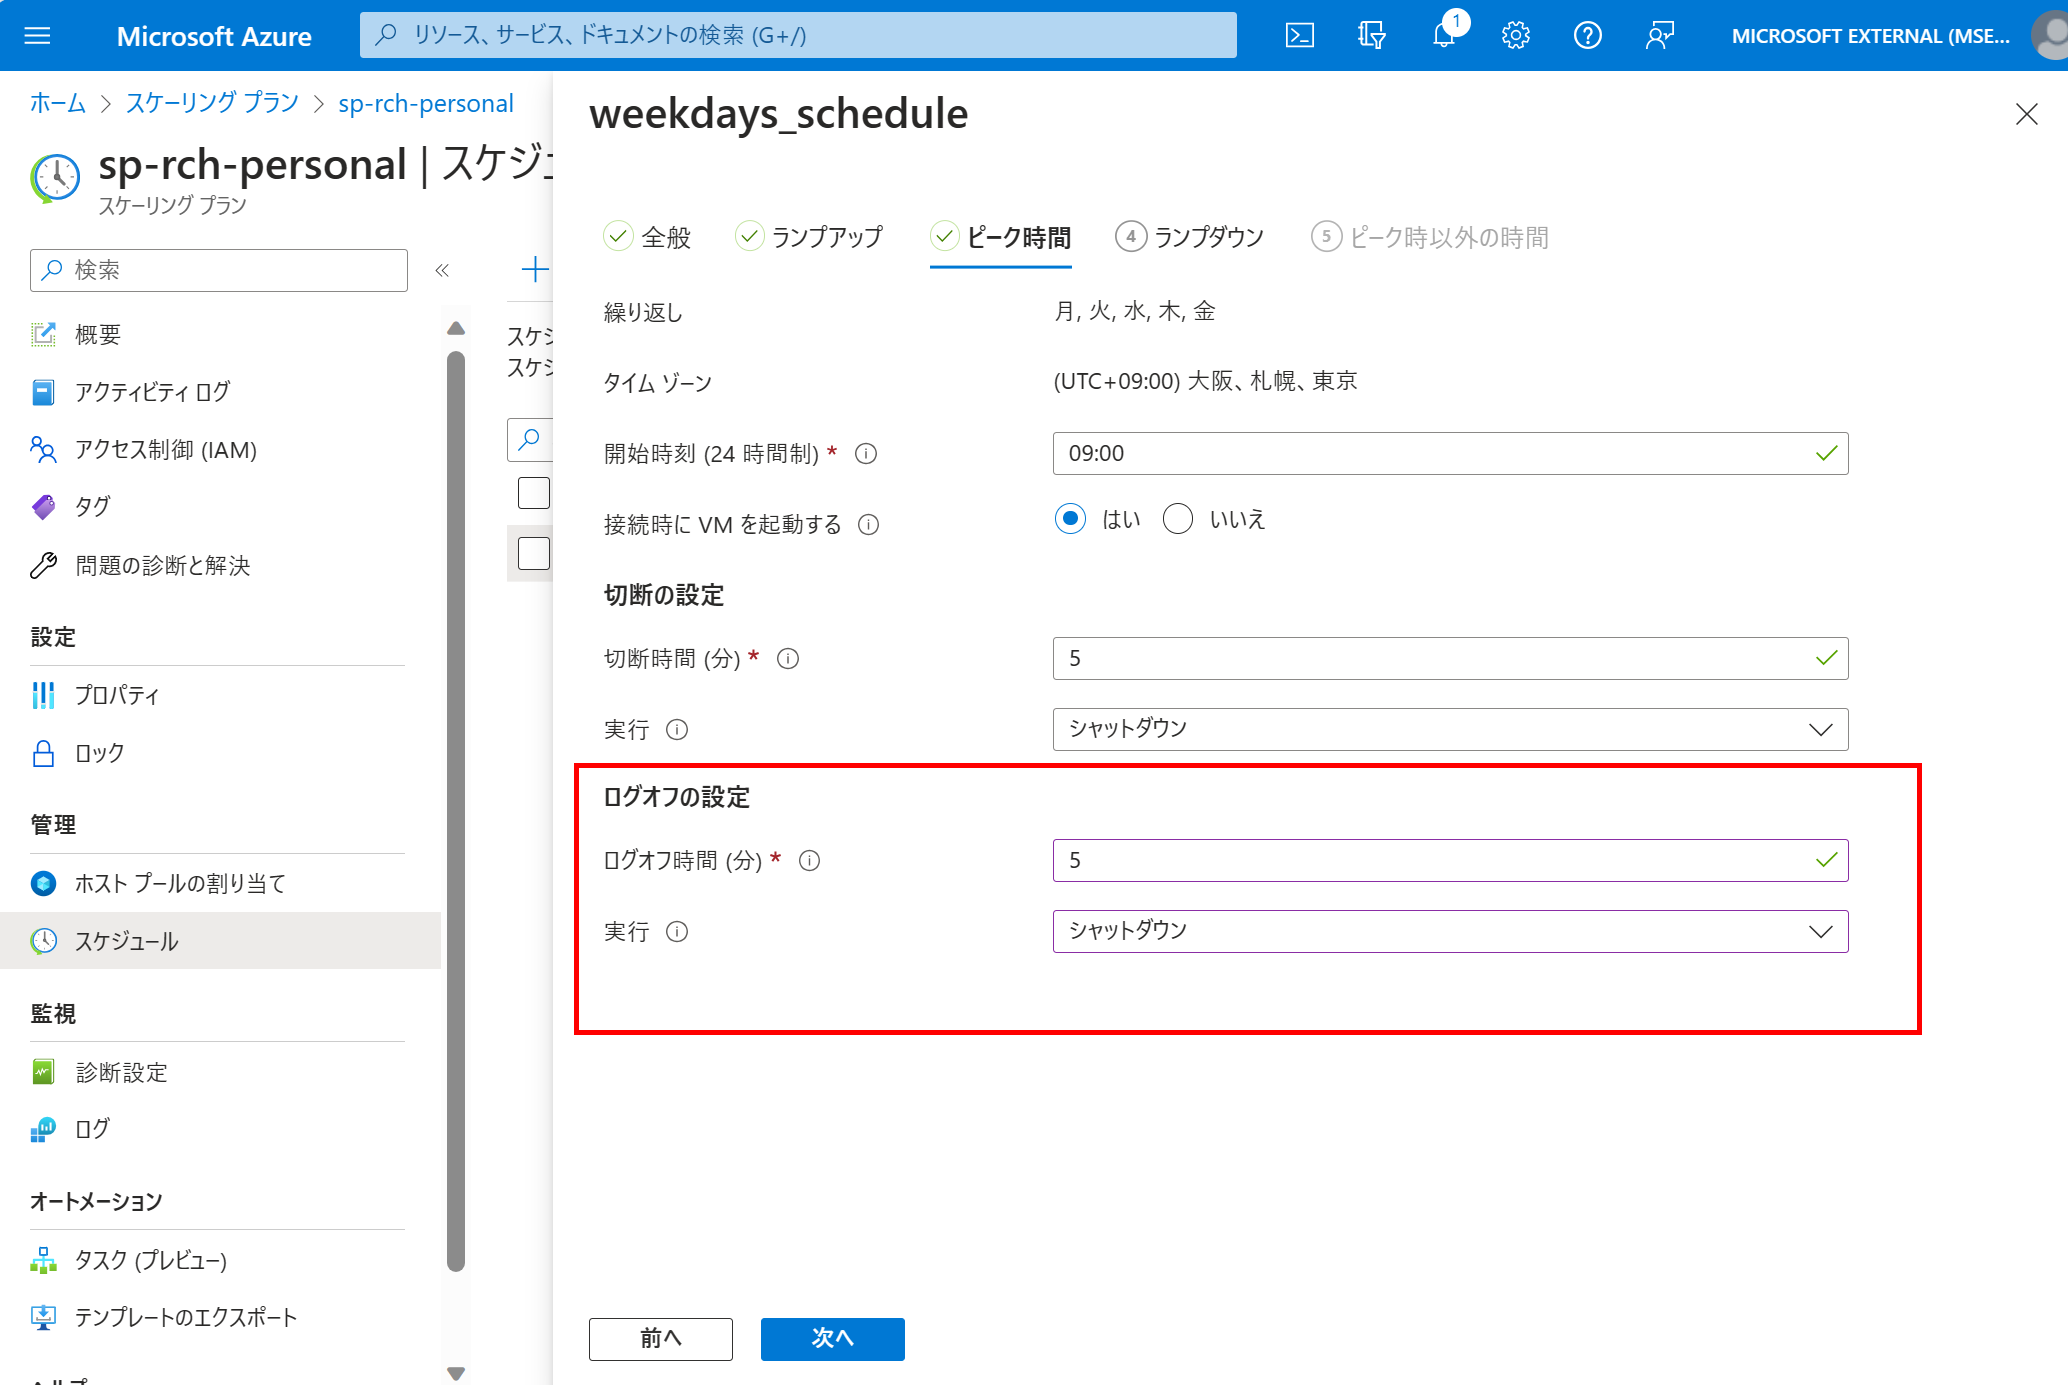 Microsoft Azure
リソース、サービス、ドキュメントの検索 (G+/)
1
MICROSOFT EXTERNAL (MSE...
ホーム > スケーリング プラン > sp-rch-personal
sp-rch-personal | スケジュ
スケーリング プラン
検索
«
概要
アクティビティ ログ
アクセス制御 (IAM)
タグ
問題の診断と解決
設定
プロパティ
ロック
管理
ホスト プールの割り当て
スケジュール
監視
診断設定
ログ
オートメーション
タスク (プレビュー)
テンプレートのエクスポート
ヘルプ
スケジ
スケジ
weekdays_schedule
全般
ランプアップ
ピーク時間
4 ランプダウン
5 ピーク時以外の時間
繰り返し
月, 火, 水, 木, 金
タイム ゾーン
(UTC+09:00) 大阪、札幌、東京
開始時刻 (24 時間制) *
09:00
接続時に VM を起動する
はい
いいえ
切断の設定
切断時間 (分) *
5
実行
シャットダウン
ログオフの設定
ログオフ時間 (分) *
5
実行
シャットダウン
前へ
次へ